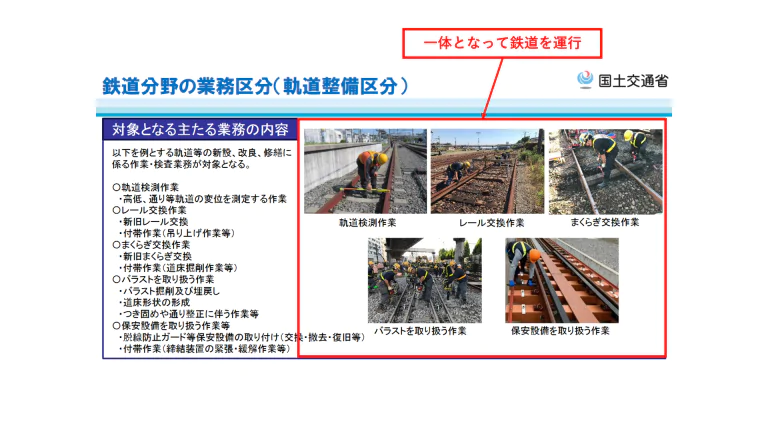 一体となって鉄道を運行
鉄道分野の業務区分(軌道整備区分)
国土交通省
対象となる主たる業務の内容
以下を例とする軌道等の新設、改良、修繕に
係る作業・検査業務が対象となる。
○軌道検測作業
・高低、通り等軌道の変位を測定する作業
○レール交換作業
・新旧レール交換
・付帯作業(吊り上げ作業等)
○まくらぎ交換作業
・新旧まくらぎ交換
・付帯作業(道床掘削作業等)
○バラストを取り扱う作業
・バラスト掘削及び埋戻し
・道床形状の形成
・つき固めや通り整正に伴う作業等
○保安設備を取り扱う作業等
・脱線防止ガード等保安設備の取り付け(交換・撤去・復旧等)
・付帯作業(締結装置の緊張・緩解作業等)
軌道検測作業
レール交換作業
まくらぎ交換作業
バラストを取り扱う作業
保安設備を取り扱う作業